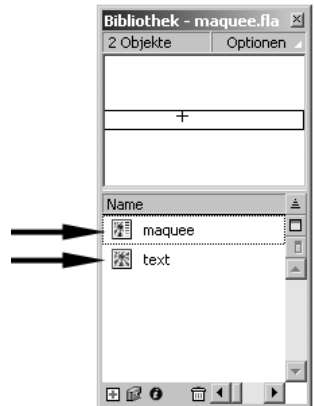 Bibliothek - maquee.fla
2 Objekte Optionen
Name
maquee
text